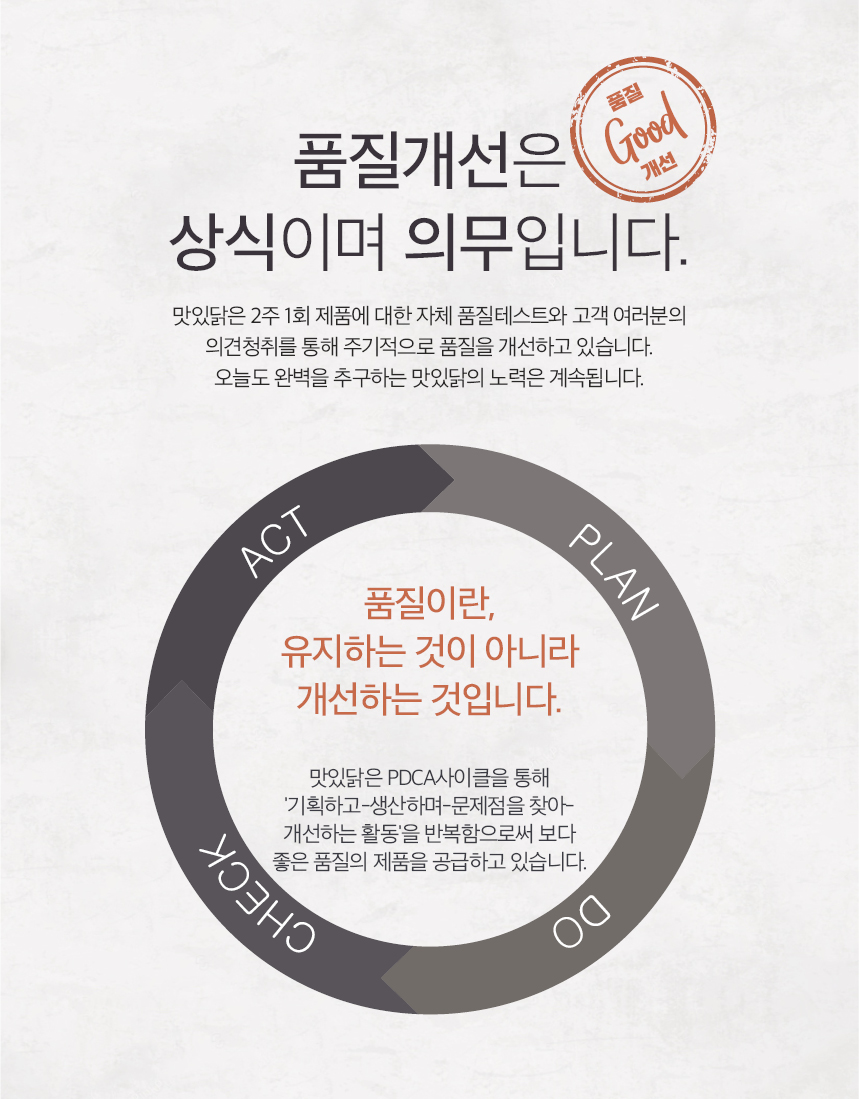 품질
Good
개선
품질개선은
상식이며 의무입니다.
맛있닭은 2주 1회 제품에 대한 자체 품질테스트와 고객 여러분의
의견청취를 통해 주기적으로 품질을 개선하고 있습니다.
오늘도 완벽을 추구하는 맛있닭의 노력은 계속됩니다.
ACT
PLAN
품질이란,
유지하는 것이 아니라
개선하는 것입니다.
맛있닭은 PDCA사이클을 통해
'기획하고-생산하며-문제점을 찾아-
개선하는 활동'을 반복함으로써 보다
좋은 품질의 제품을 공급하고 있습니다.
CHECK
DO